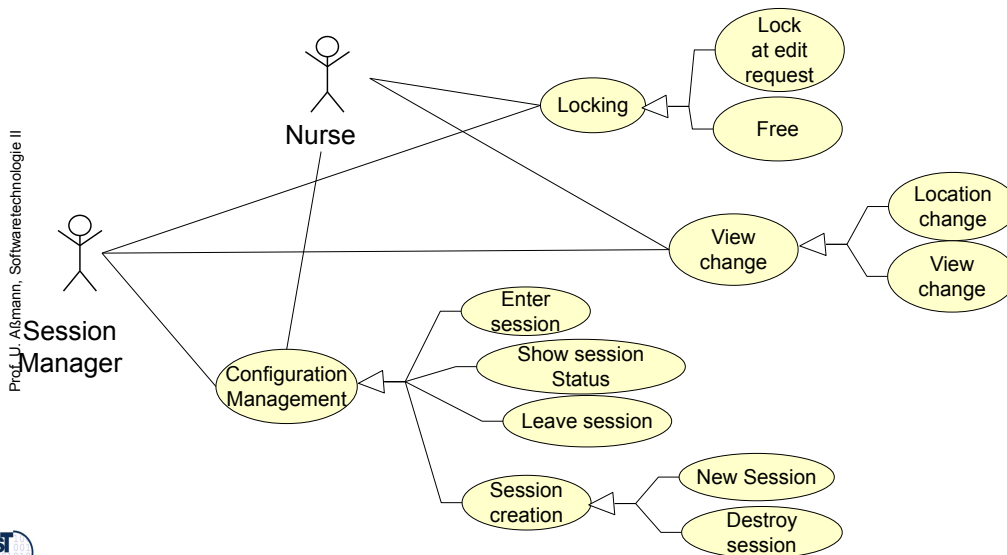 Lock
at edit
request
Locking
Free
Nurse
Prof. U. Aßmann, Softwaretechnologie II
Location
change
View
change
View
change
Session
Manager
Enter
session
Show session
Status
Configuration
Management
Leave session
Session
creation
New Session
Destroy
session
ST